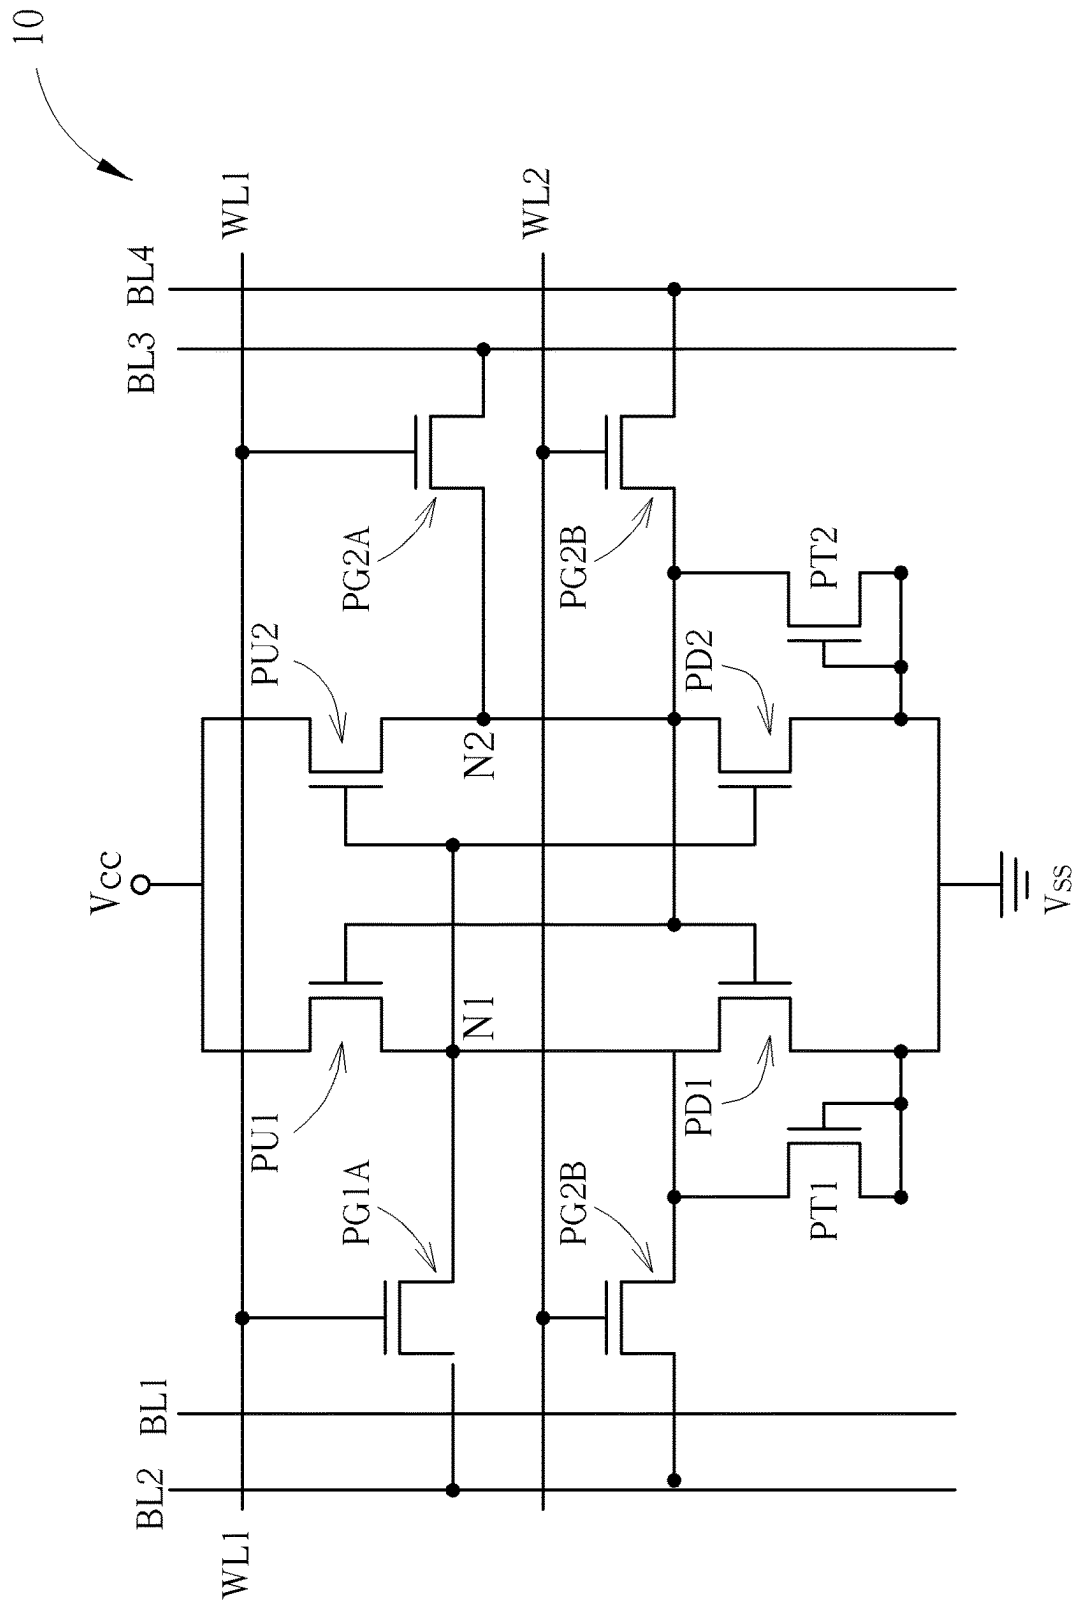 10
Vcc
BL2
BL1
BL3
BL4
WL1
WL1
PU1
PU2
PG1A
PG2A
N1
N2
WL2
PG2B
PG2B
PD1
PD2
PT1
PT2
Vss